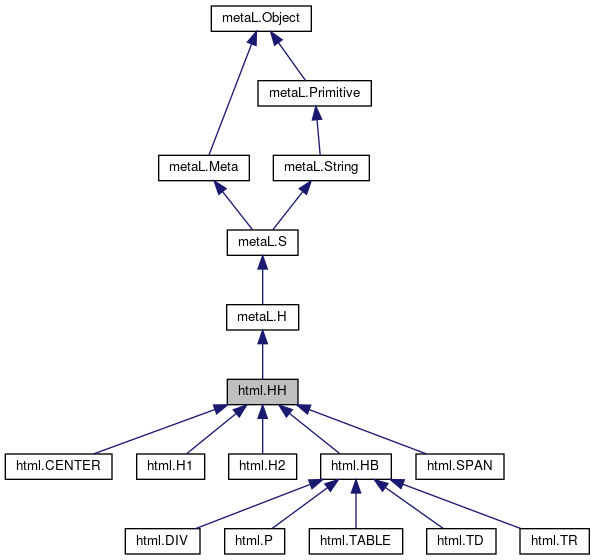 metaL.Object
metaL.Primitive
metaL.Meta
metaL.String
metaL.S
metaL.H
html.HH
html.CENTER
html.H1
html.H2
html.HB
html.SPAN
html.DIV
html.P
html.TABLE
html.TD
html.TR